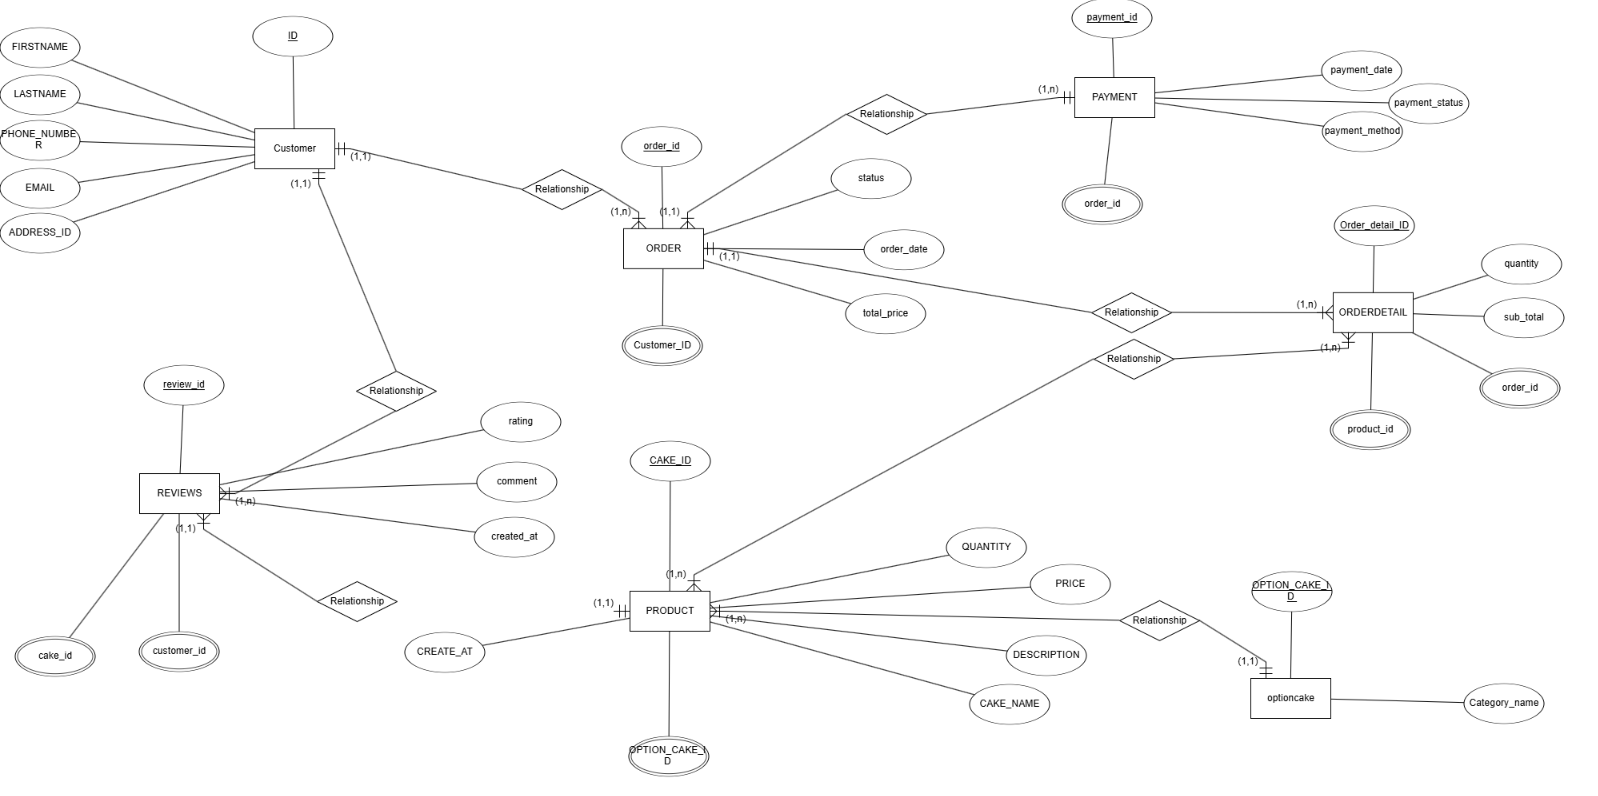 payment_id
ID
FIRSTNAME
payment_date
LASTNAME
(1,n)
PAYMENT
payment_status
Relationship
PHONE_NUMBE
R
payment_method
order_id
Customer
(1,1)
status
(1,1)
EMAIL
Relationship
order_id
(1,n)
(1,1)
Order_detail_ID
ADDRESS_ID
ORDER
order_date
(1,1)
quantity
(1,n)
total_price
Relationship
ORDERDETAIL
sub_total
Customer_ID
(1,n)
Relationship
review_id
Relationship
order_id
rating
product_id
CAKE_ID
comment
REVIEWS
(1,n)
(1,1)
created_at
QUANTITY
(1,n)
PRICE
OPTION_CAKE_I
D
Relationship
(1,1)
PRODUCT
(1,n)
Relationship
cake_id
customer_id
CREATE_AT
DESCRIPTION
(1,1)
optioncake
CAKE_NAME
Category_name
OPTION_CAKE_I
D